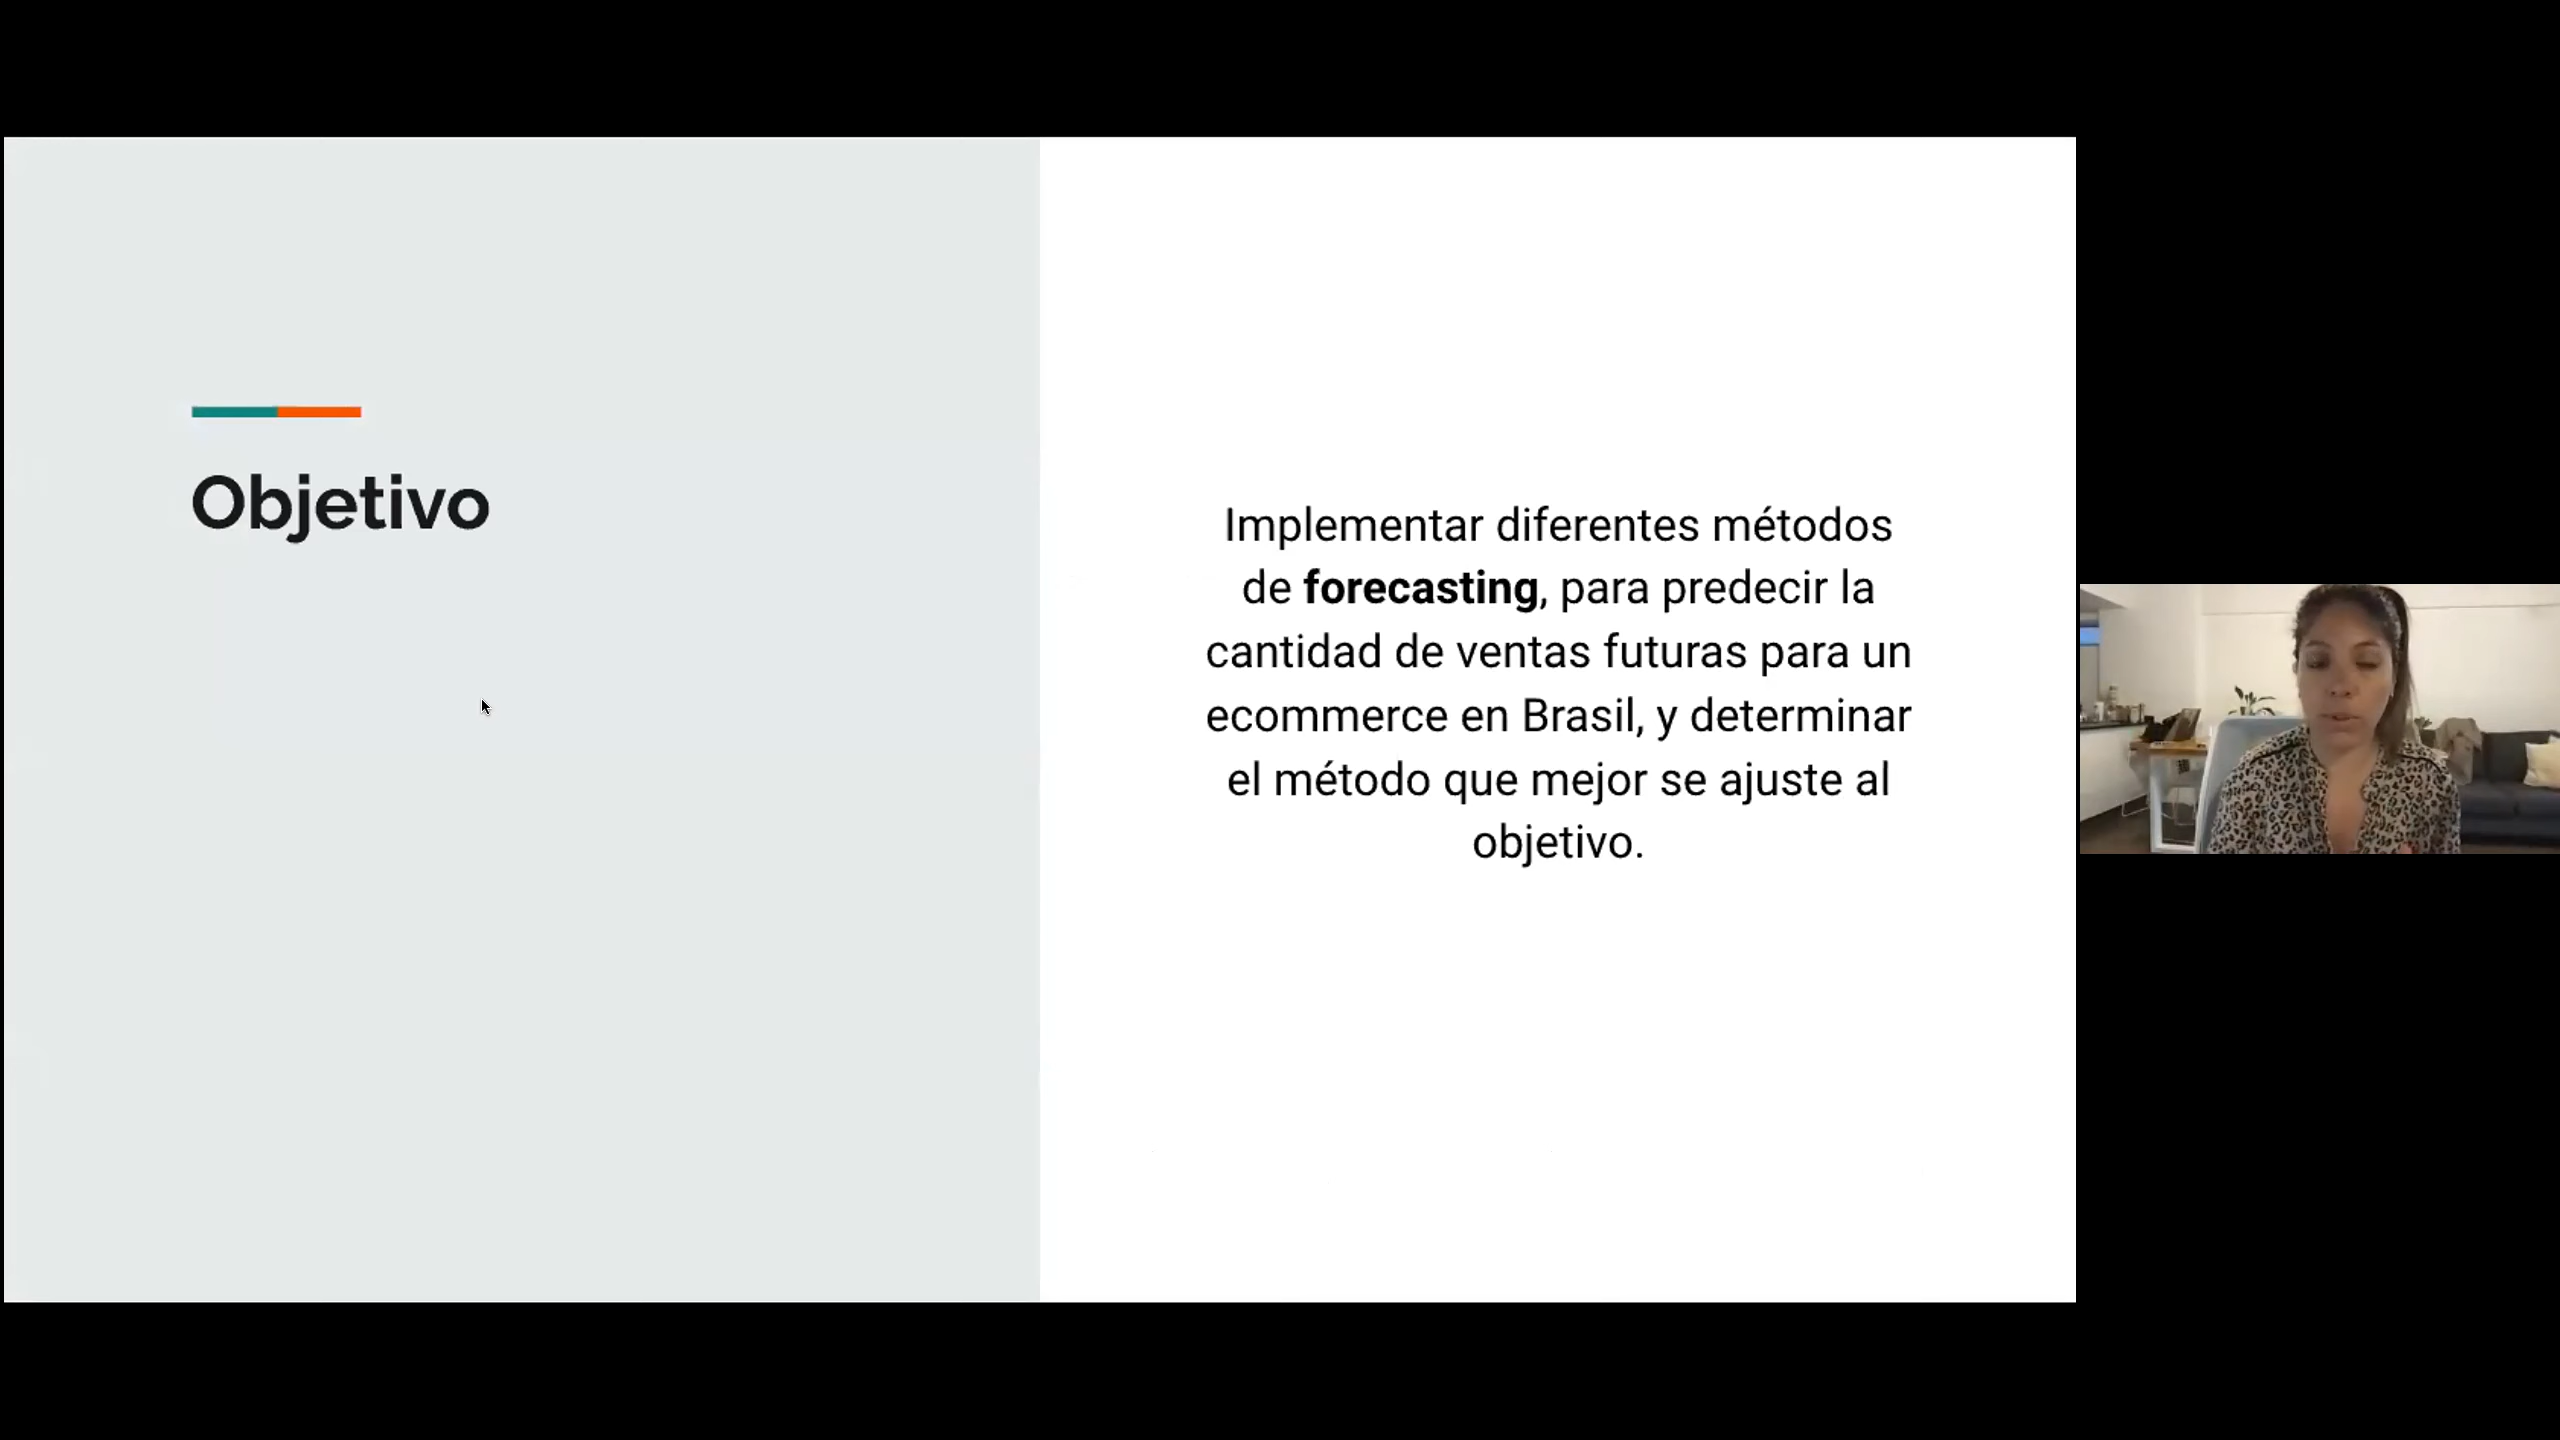 Objetivo
Implementar diferentes métodos
de forecasting, para predecir la
cantidad de ventas futuras para un
ecommerce en Brasil, y determinar
el método que mejor se ajuste al
objetivo.